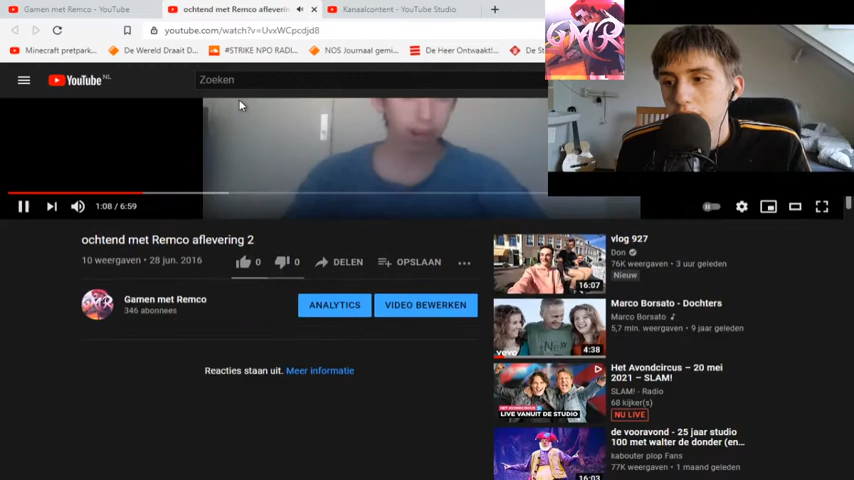 Gamen met Remco - YouTube
ochtend met Remco aflevering
Kanaalcontent - YouTube Studio
youtube.com/watch?v=UvxWCpcdjd8
Minecraft pretpark...
De Wereld Draait D...
#STRIKE NPO RADI...
NOS Journaal gemi...
De Heer Ontwaakt!...
De St
GMR
YouTube NL
Zoeken
1:08 / 6:59
ochtend met Remco aflevering 2
10 weergaven • 28 jun. 2016
0
0
DELEN
OPSLAAN
Gamen met Remco
346 abonnees
ANALYTICS
VIDEO BEWERKEN
Reacties staan uit. Meer informatie
16:07
vlog 927
Don
76K weergaven • 3 uur geleden
Nieuw
vevo
4:38
Marco Borsato - Dochters
Marco Borsato
5,7 mln. weergaven • 9 jaar geleden
LIVE VANUIT DE STUDIO
Het Avondcircus – 20 mei
2021 – SLAM!
SLAM! - Radio
68 kijker(s)
NU LIVE
16:03
de vooravond - 25 jaar studio
100 met walter de donder (en...
kabouter plop Fans
77K weergaven • 1 maand geleden